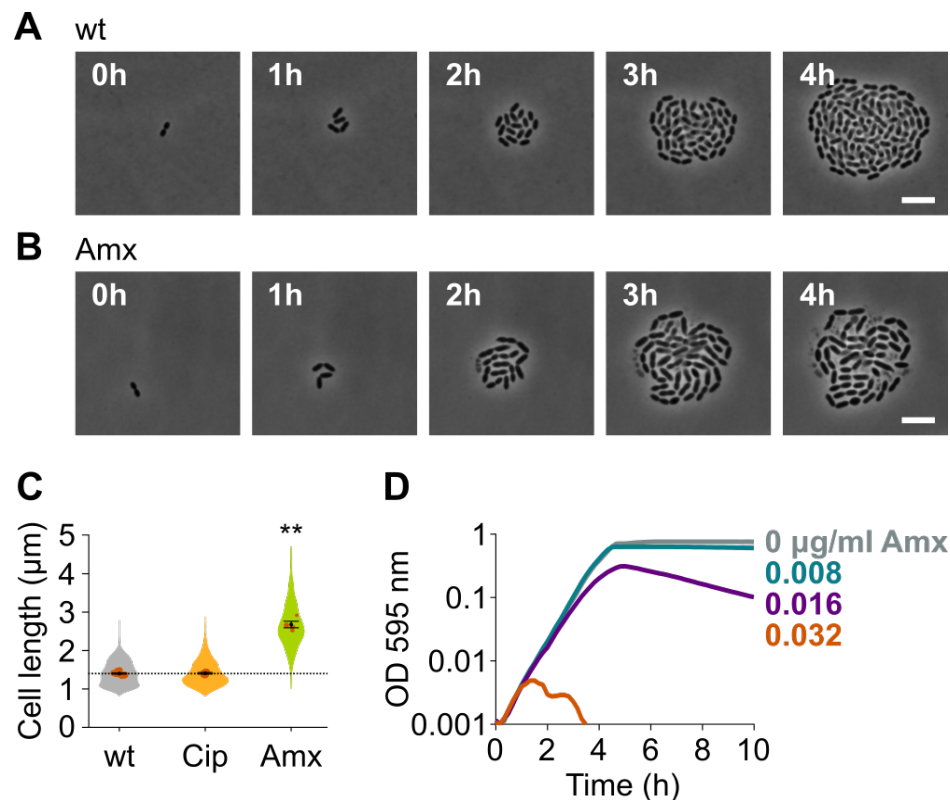 A wt
0h 1h 2h 3h 4h
B Amx
0h 1h 2h 3h 4h
C
Cell length (µm)
5
4
3
2
1
0
**
wt Cip Amx
D
OD 595 nm
1
0.1
0.01
0.001
0 2 4 6 8 10
Time (h)
0 µg/ml Amx
0.008
0.016
0.032